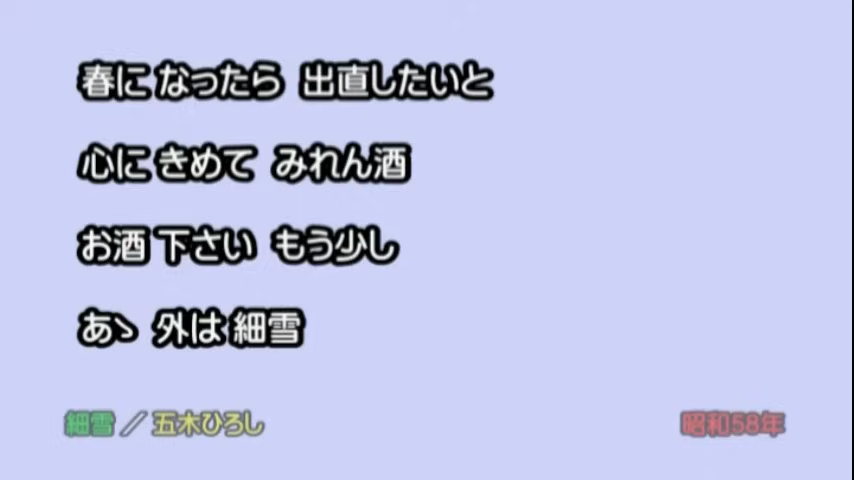 春に なったら 出直したいと
心に きめて みれん酒
お酒 下さい もう少し
あゝ 外は 細雪
細雪 ／ 五木ひろし 昭和58年